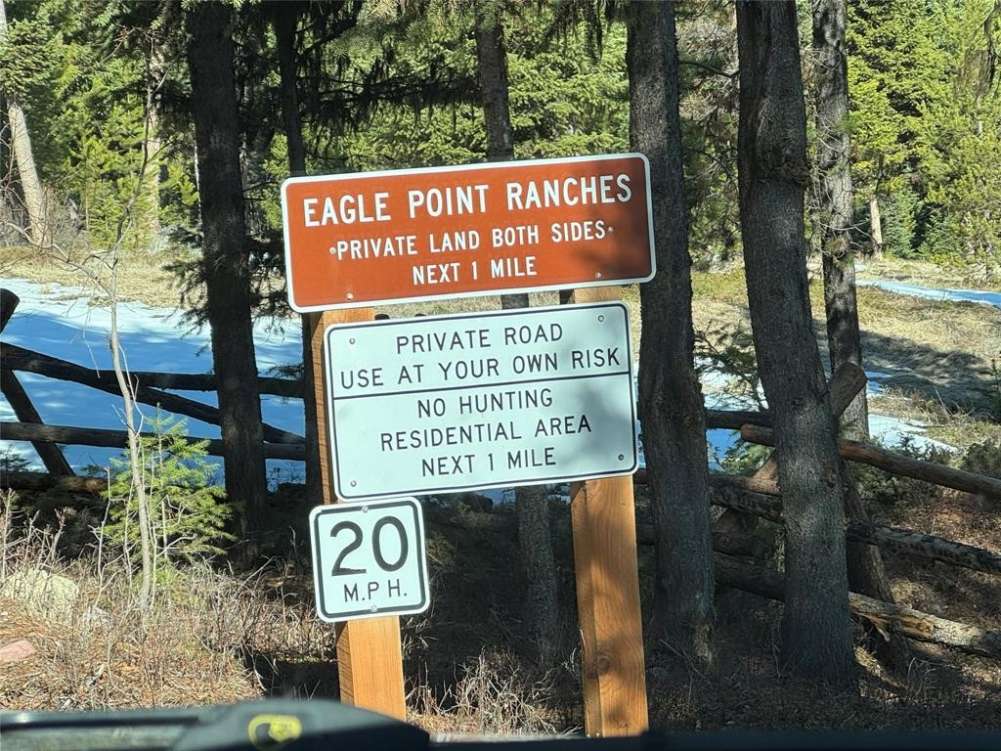 EAGLE POINT RANCHES
•PRIVATE LAND BOTH SIDES•
NEXT 1 MILE
PRIVATE ROAD
USE AT YOUR OWN RISK
NO HUNTING
RESIDENTIAL AREA
NEXT 1 MILE
20
M.P.H.